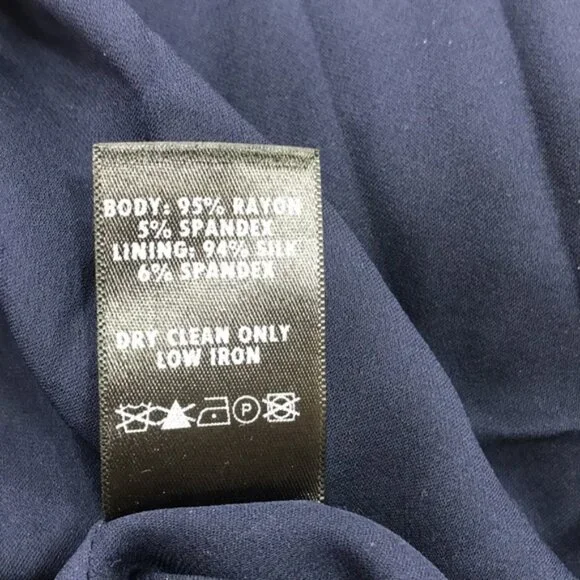 BODY: 95% RAYON
5% SPANDEX
LINING: 94% SILK
6% SPANDEX
DRY CLEAN ONLY
LOW IRON
P